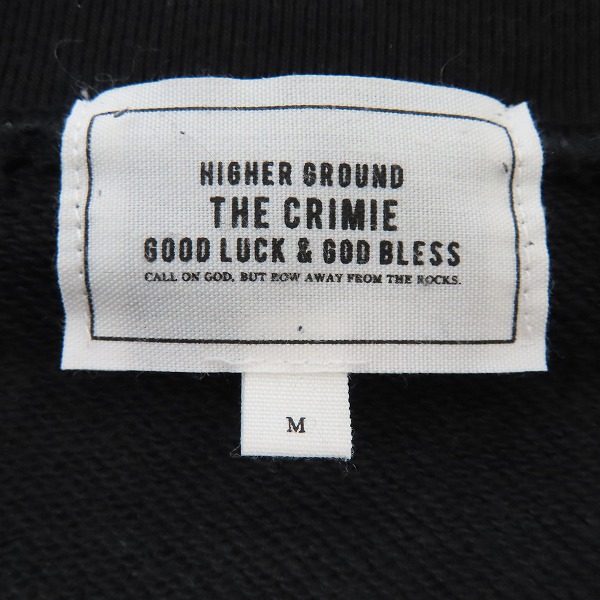 HIGHER GROUND
THE CRIMIE
GOOD LUCK & GOD BLESS
CALL ON GOD, BUT ROW AWAY FROM THE ROCKS.
M